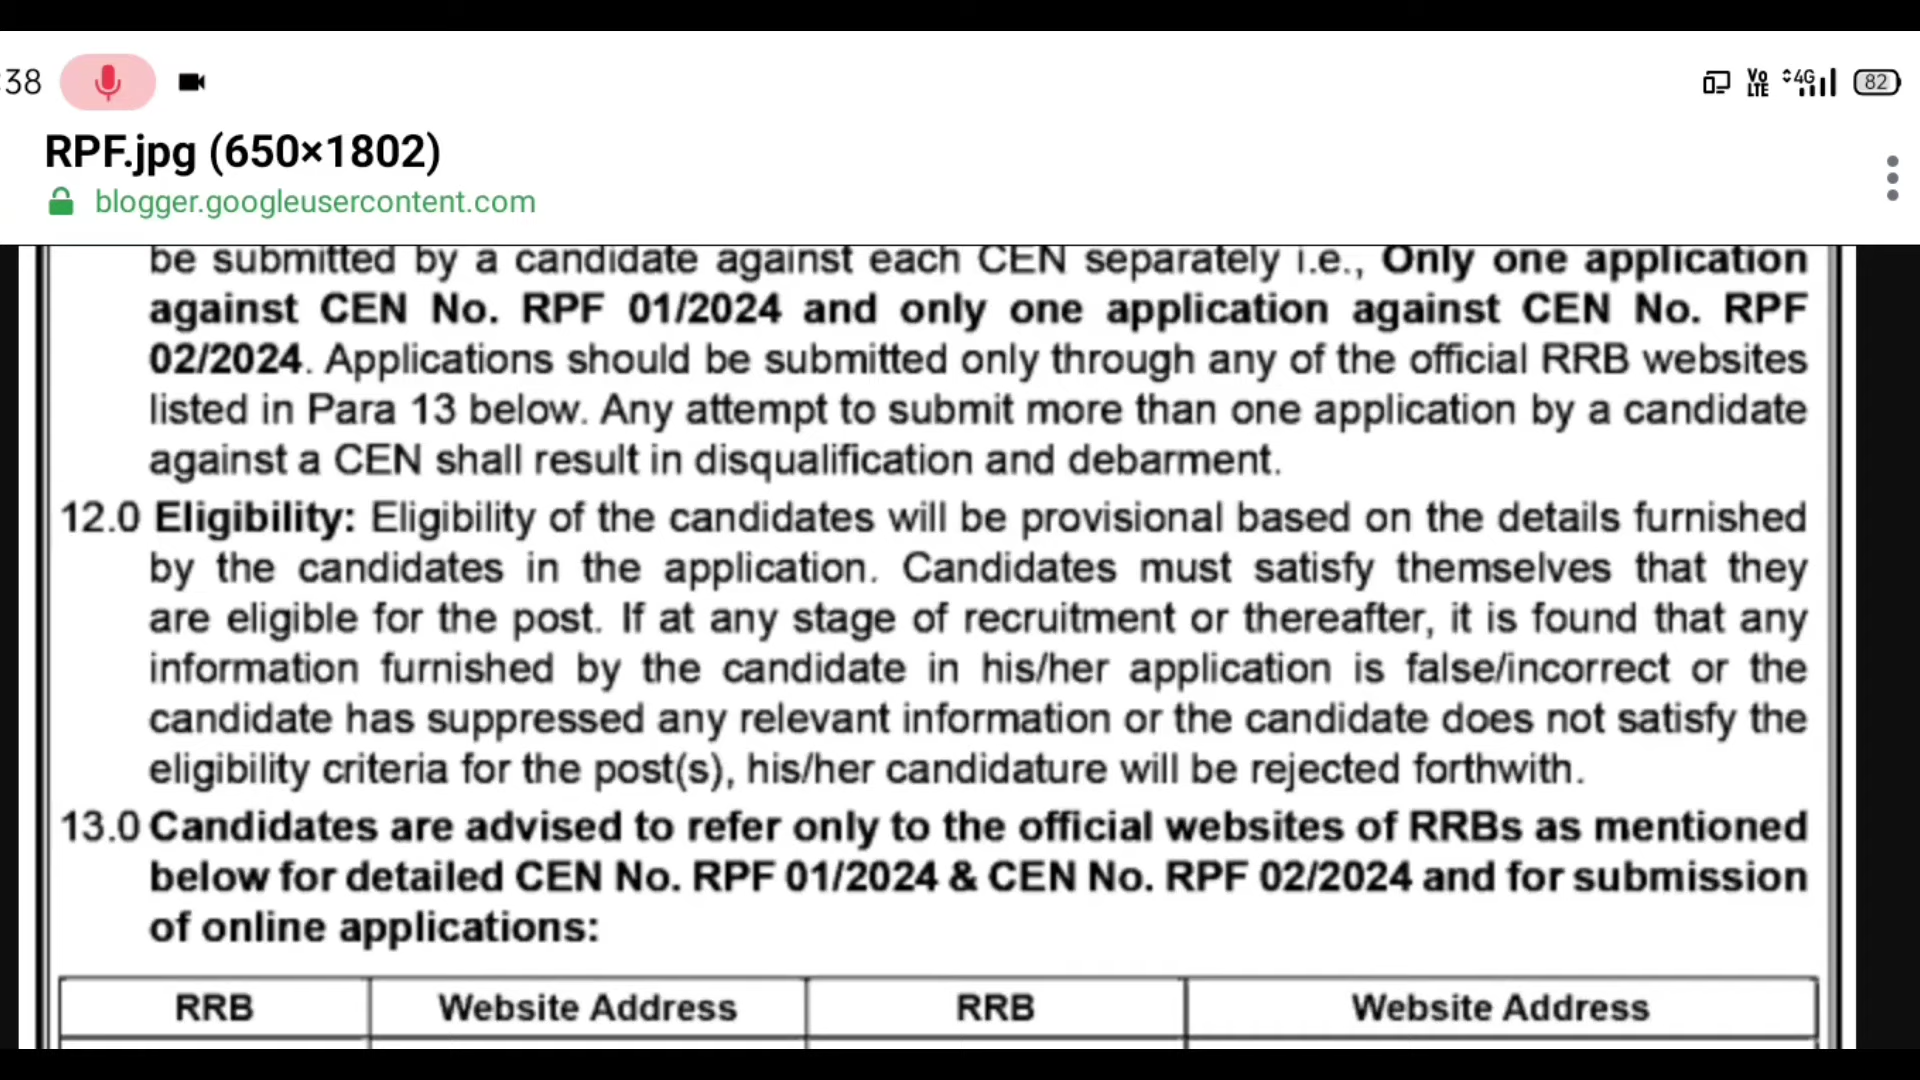 :38
Vo LTE 4G 82
RPF.jpg (650×1802)
blogger.googleusercontent.com
be submitted by a candidate against each CEN separately i.e., Only one application
against CEN No. RPF 01/2024 and only one application against CEN No. RPF
02/2024. Applications should be submitted only through any of the official RRB websites
listed in Para 13 below. Any attempt to submit more than one application by a candidate
against a CEN shall result in disqualification and debarment.
12.0 Eligibility: Eligibility of the candidates will be provisional based on the details furnished
by the candidates in the application. Candidates must satisfy themselves that they
are eligible for the post. If at any stage of recruitment or thereafter, it is found that any
information furnished by the candidate in his/her application is false/incorrect or the
candidate has suppressed any relevant information or the candidate does not satisfy the
eligibility criteria for the post(s), his/her candidature will be rejected forthwith.
13.0 Candidates are advised to refer only to the official websites of RRBs as mentioned
below for detailed CEN No. RPF 01/2024 & CEN No. RPF 02/2024 and for submission
of online applications:
RRB Website Address RRB Website Address